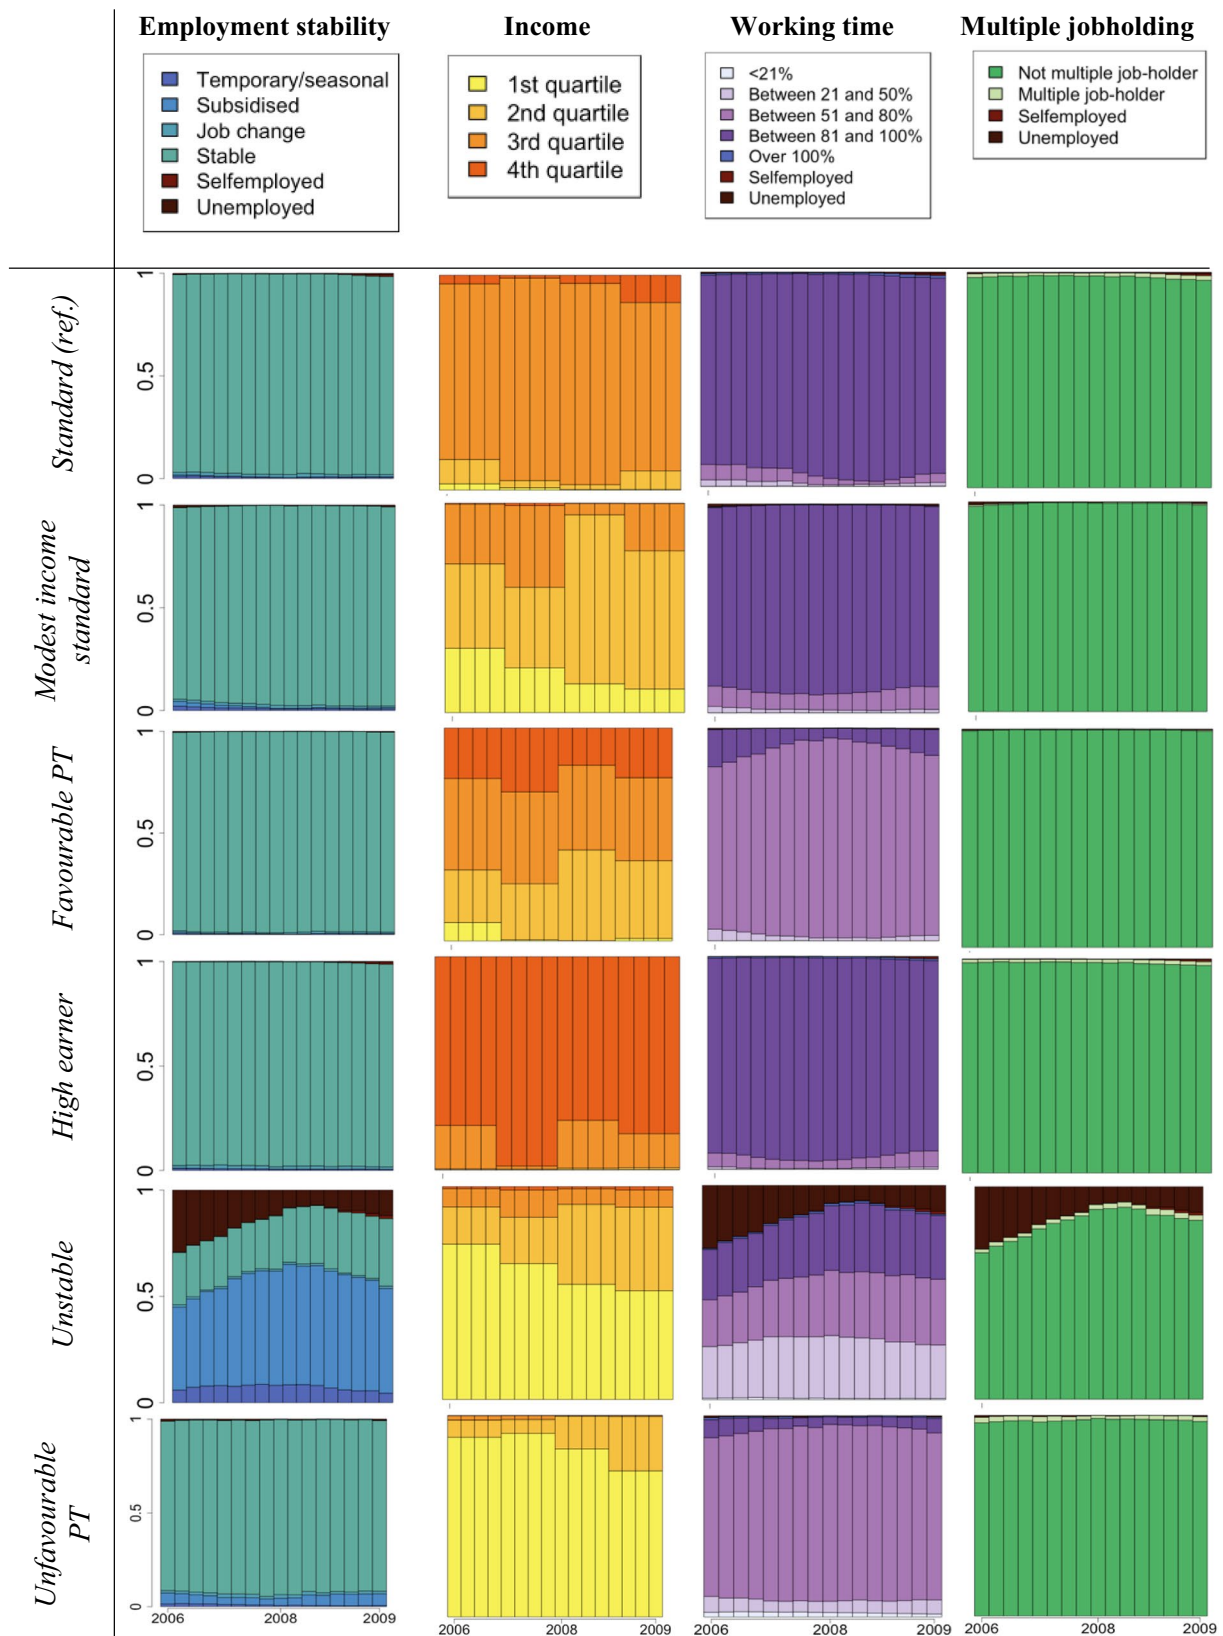 Employment stability
Income
Working time
Multiple jobholding
Temporary/seasonal
Subsidised
Job change
Stable
Selfemployed
Unemployed
1st quartile
2nd quartile
3rd quartile
4th quartile
<21%
Between 21 and 50%
Between 51 and 80%
Between 81 and 100%
Over 100%
Selfemployed
Unemployed
Not multiple job-holder
Multiple job-holder
Selfemployed
Unemployed
Standard (ref.)
1
0.5
0
Modest income
standard
1
0.5
0
Favourable PT
1
0.5
0
High earner
1
0.5
0
Unstable
1
0.5
0
Unfavourable
PT
1
0.5
0
2006 2008 2009
2006 2008 2009
2006 2008 2009
2006 2008 2009